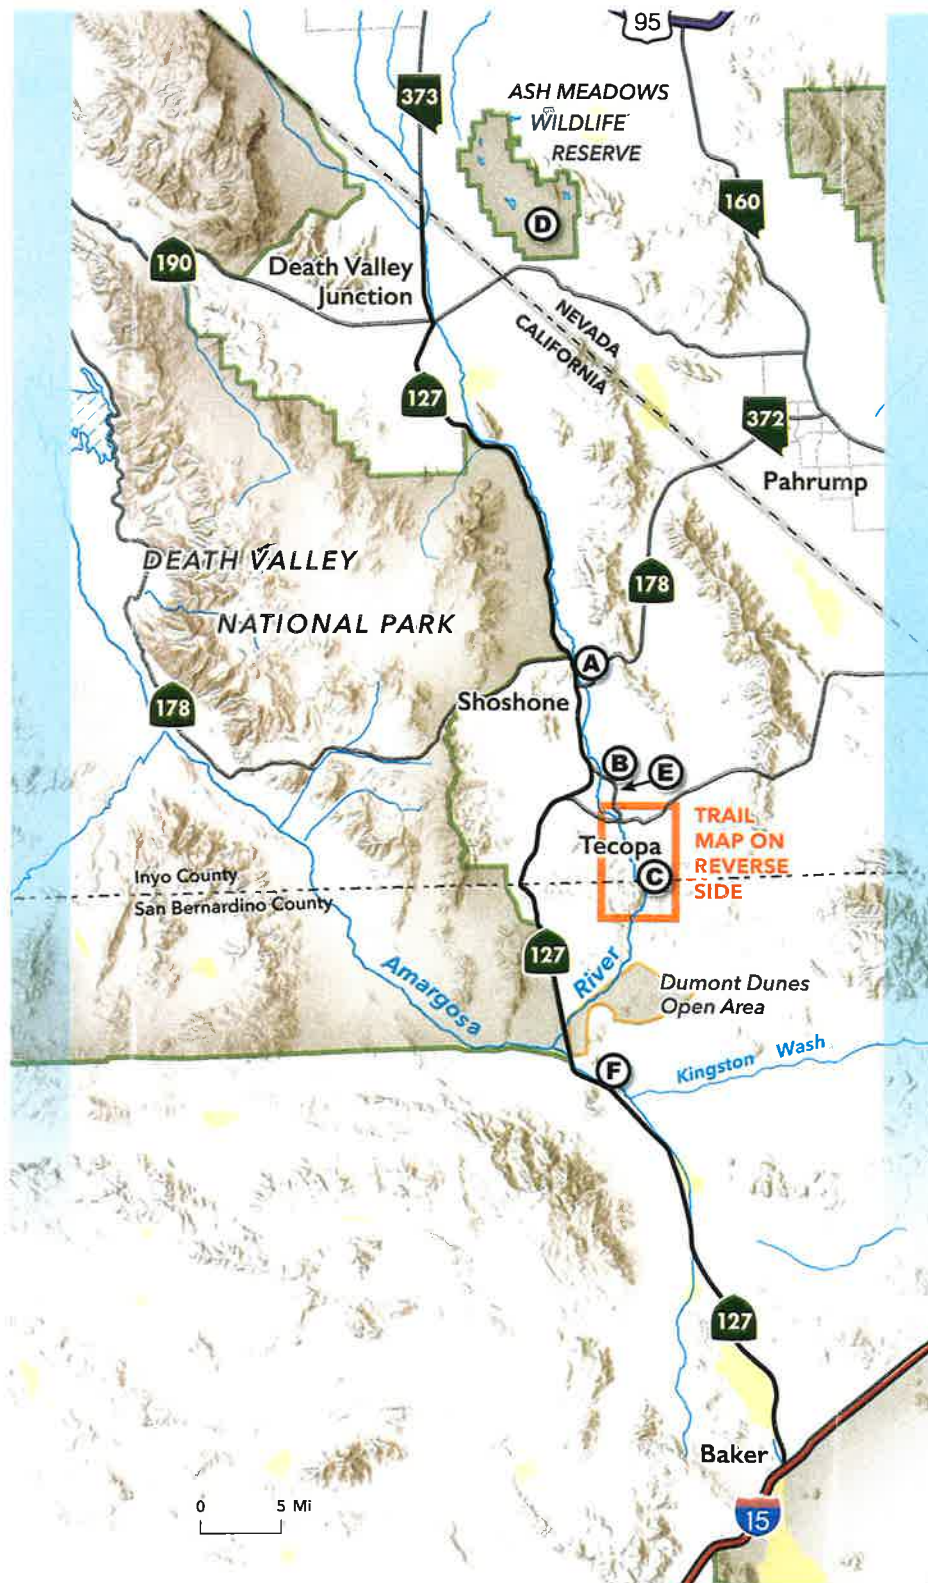 95
373
ASH MEADOWS
WILDLIFE
RESERVE
160
D
190
Death Valley
Junction
NEVADA
CALIFORNIA
127
372
Pahrump
DEATH VALLEY
NATIONAL PARK
178
A
Shoshone
178
B
E
TRAIL
MAP ON
REVERSE
SIDE
Tecopa
C
Inyo County
San Bernardino County
127
Amargosa
River
Dumont Dunes
Open Area
Kingston Wash
F
127
Baker
0 5 Mi
15